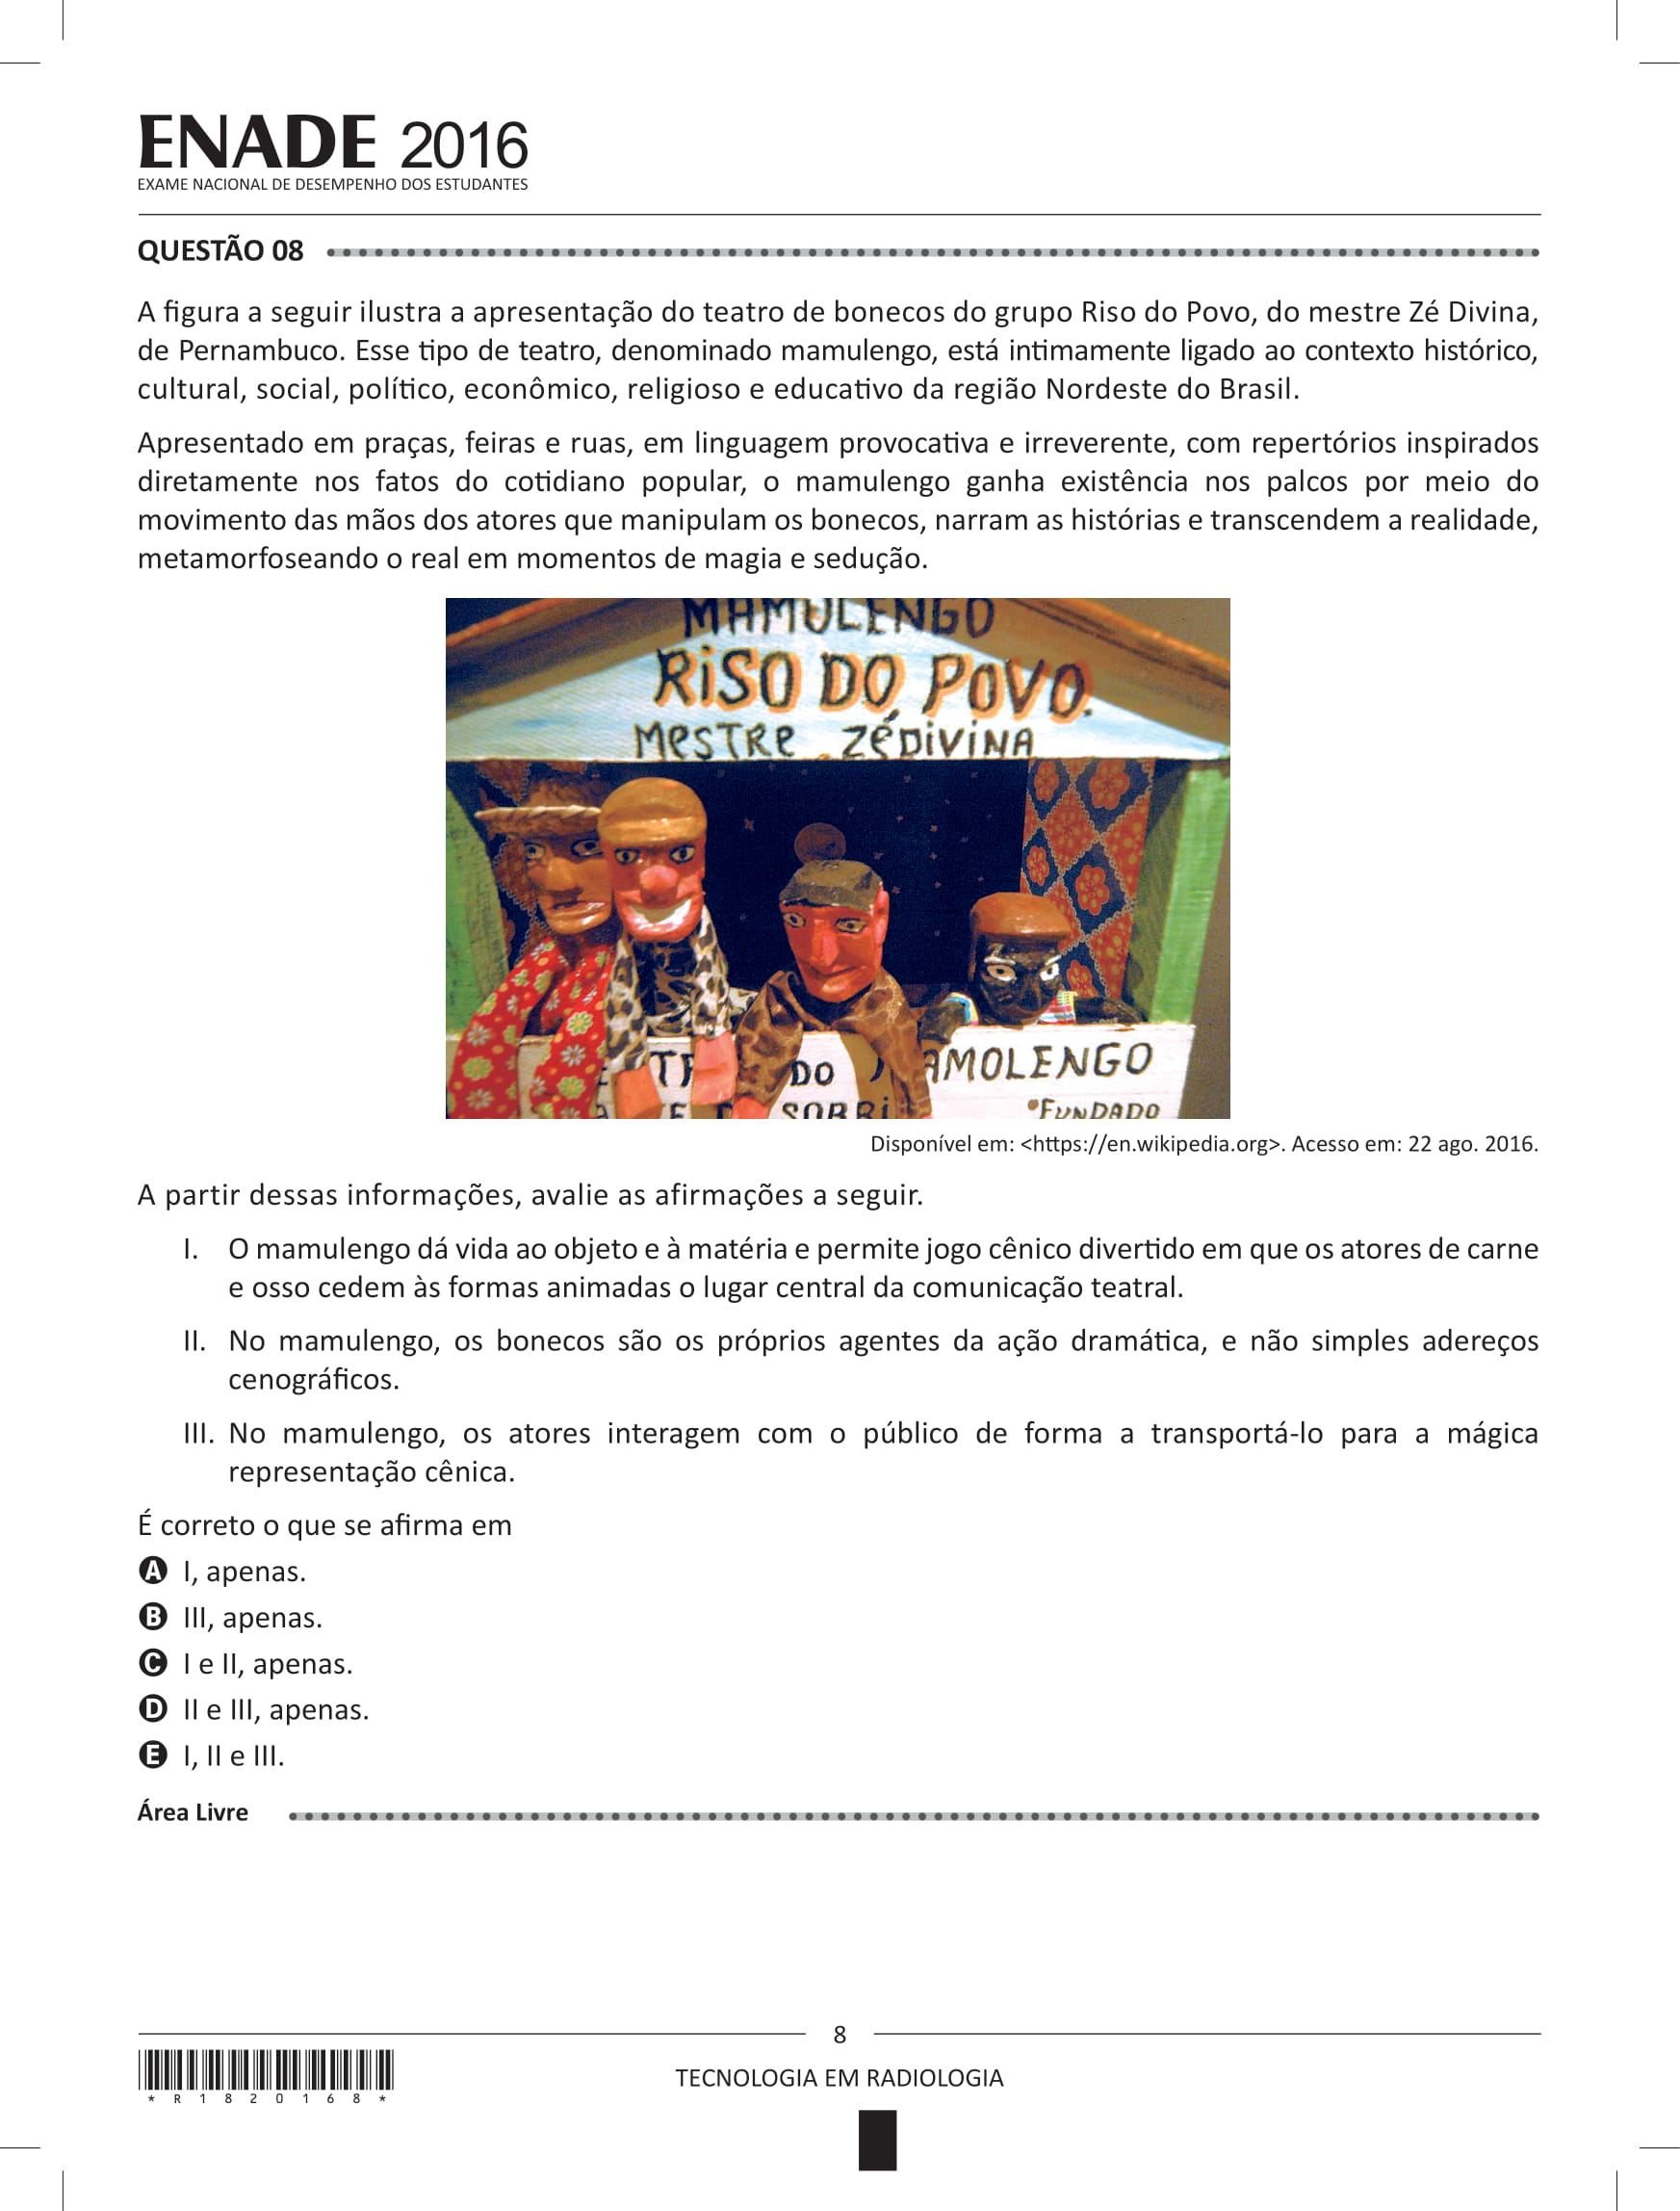 ENADE 2016
EXAME NACIONAL DE DESEMPENHO DOS ESTUDANTES
QUESTÃO 08
A figura a seguir ilustra a apresentação do teatro de bonecos do grupo Riso do Povo, do mestre Zé Divina,
de Pernambuco. Esse tipo de teatro, denominado mamulengo, está intimamente ligado ao contexto histórico,
cultural, social, político, econômico, religioso e educativo da região Nordeste do Brasil.
Apresentado em praças, feiras e ruas, em linguagem provocativa e irreverente, com repertórios inspirados
diretamente nos fatos do cotidiano popular, o mamulengo ganha existência nos palcos por meio do
movimento das mãos dos atores que manipulam os bonecos, narram as histórias e transcendem a realidade,
metamorfoseando o real em momentos de magia e sedução.
MAMULENGO
RISO DO POVO.
MESTRE ZÉDIVINA
DO AMOLENGO
SORRI FUNDADO
Disponível em: <https://en.wikipedia.org>. Acesso em: 22 ago. 2016.
A partir dessas informações, avalie as afirmações a seguir.
I. O mamulengo dá vida ao objeto e à matéria e permite jogo cênico divertido em que os atores de carne
e osso cedem às formas animadas o lugar central da comunicação teatral.
II. No mamulengo, os bonecos são os próprios agentes da ação dramática, e não simples adereços
cenográficos.
III. No mamulengo, os atores interagem com o público de forma a transportá-lo para a mágica
representação cênica.
É correto o que se afirma em
A I, apenas.
B III, apenas.
C I e II, apenas.
D II e III, apenas.
E I, II e III.
Área Livre
8
* R 1 8 2 0 1 6 8 *
TECNOLOGIA EM RADIOLOGIA